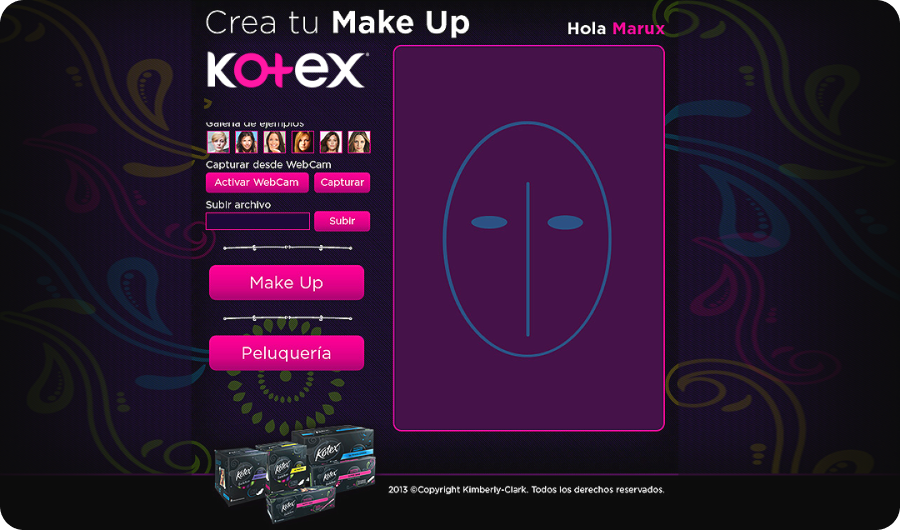 Crea tu Make Up
Hola Marux
Kotex®
Galería de ejemplos
Capturar desde WebCam
Activar WebCam
Capturar
Subir archivo
Subir
Make Up
Peluquería
Kotex
Kotex
Kotex
Kotex
Kotex
2013 ©Copyright Kimberly-Clark. Todos los derechos reservados.